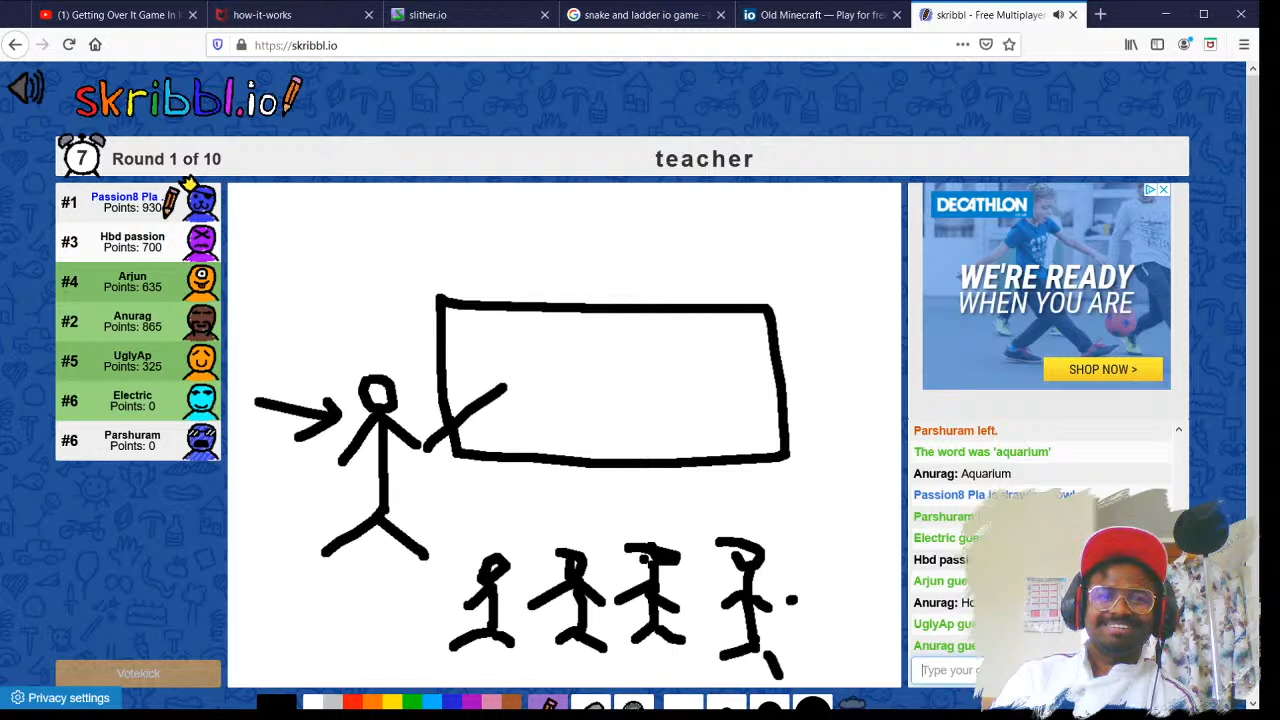 (1) Getting Over It Game In
how-it-works
slither.io
snake and ladder io game -
Old Minecraft — Play for free
skribbl - Free Multiplayer
https://skribbl.io
skribbl.io
7
Round 1 of 10
teacher
#1
Passion8 Pla
Points: 930
#3
Hbd passion
Points: 700
#4
Arjun
Points: 635
#2
Anurag
Points: 865
#5
UglyAp
Points: 325
#6
Electric
Points: 0
#6
Parshuram
Points: 0
Votekick
Privacy settings
DECATHLON
WE'RE READY
WHEN YOU ARE
SHOP NOW >
Parshuram left.
The word was 'aquarium'
Anurag: Aquarium
Passion8 Pla is
Parshuram
Electric gue
Hbd passi
Arjun gue
Anurag: Ho
UglyAp gue
Anurag gue
Type your g